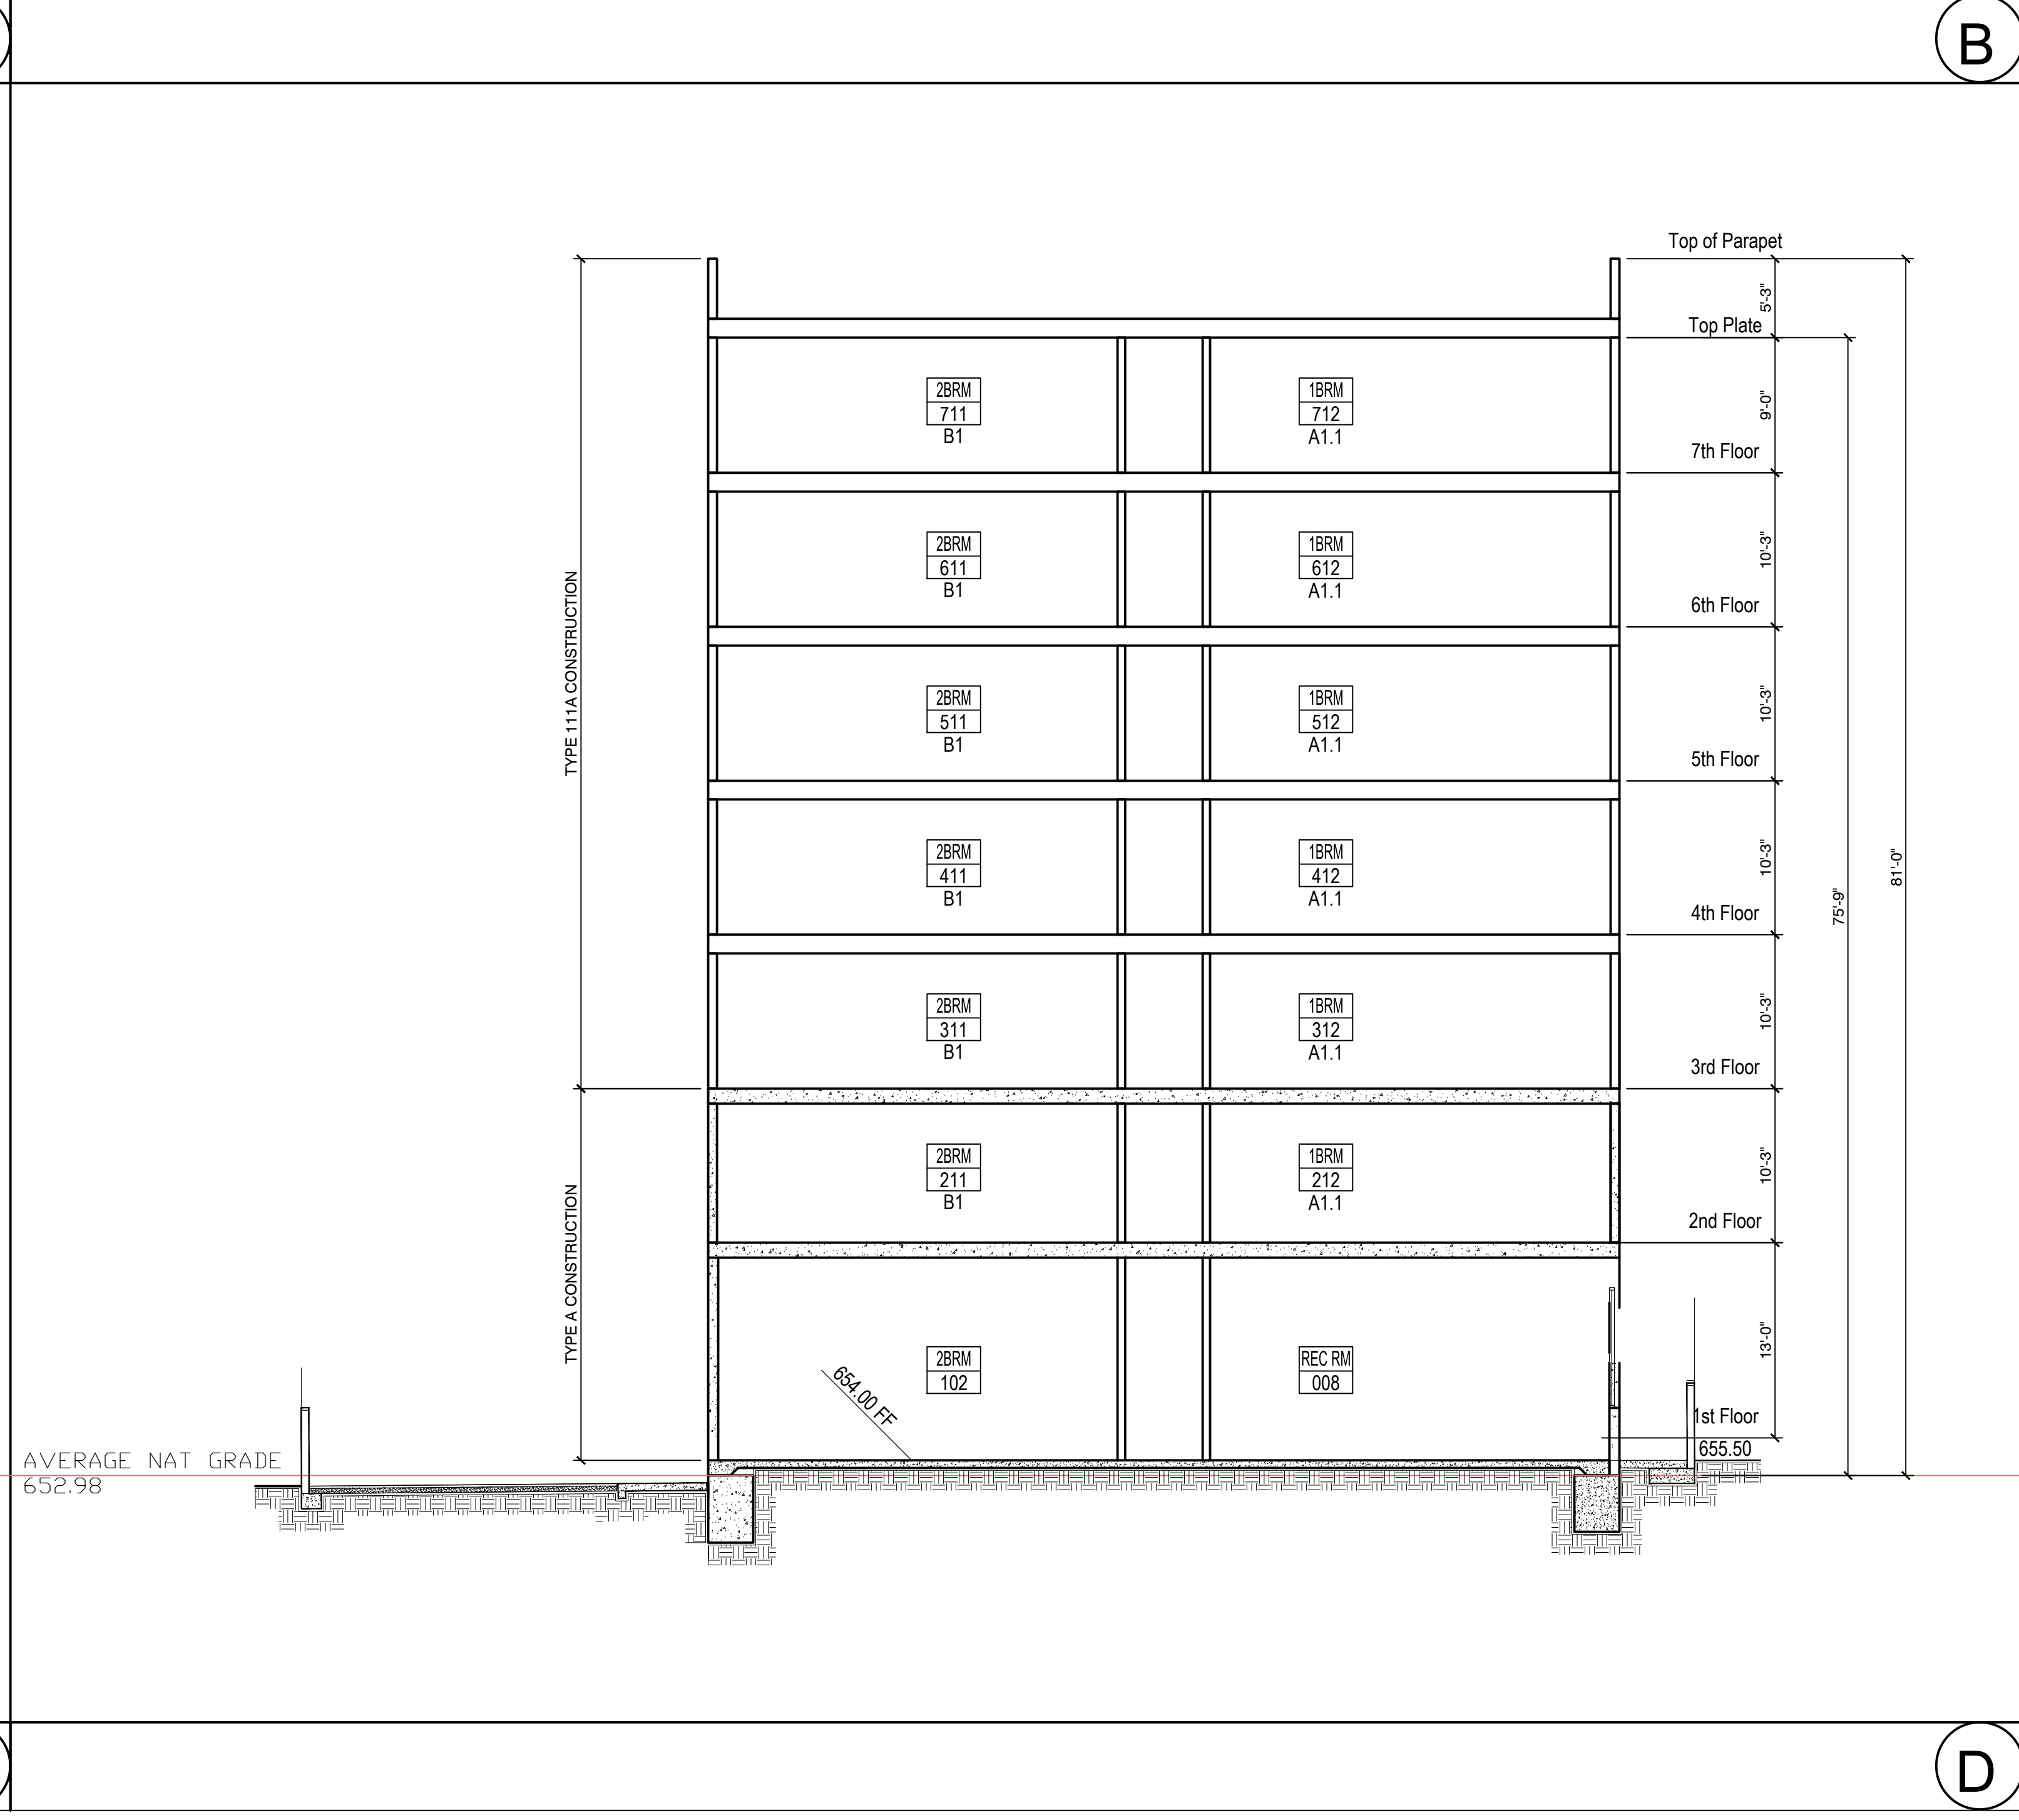 B
Top of Parapet
5'-3"
Top Plate
2BRM
711
B1
1BRM
712
A1.1
9'-0"
7th Floor
2BRM
611
B1
1BRM
612
A1.1
10'-3"
6th Floor
TYPE 111A CONSTRUCTION
2BRM
511
B1
1BRM
512
A1.1
10'-3"
5th Floor
2BRM
411
B1
1BRM
412
A1.1
10'-3"
81'-0"
75'-9"
4th Floor
2BRM
311
B1
1BRM
312
A1.1
10'-3"
3rd Floor
2BRM
211
B1
1BRM
212
A1.1
10'-3"
2nd Floor
TYPE A CONSTRUCTION
2BRM
102
REC RM
008
13'-0"
654.00 FF
1st Floor
655.50
AVERAGE NAT GRADE
652.98
D